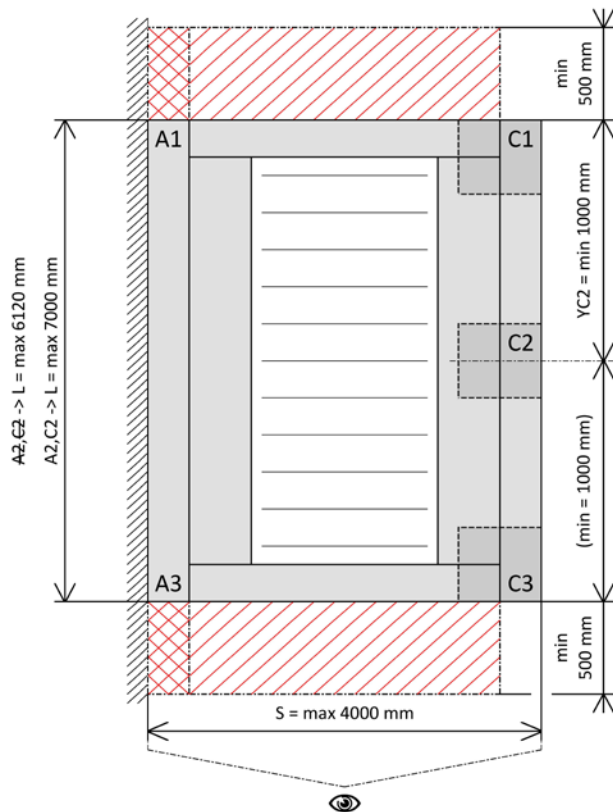 min
500 mm
A1
C1
YC2 = min 1000 mm
A2,C2 -> L = max 6120 mm
A2,C2 -> L = max 7000 mm
C2
(min = 1000 mm)
A3
C3
min
500 mm
S = max 4000 mm